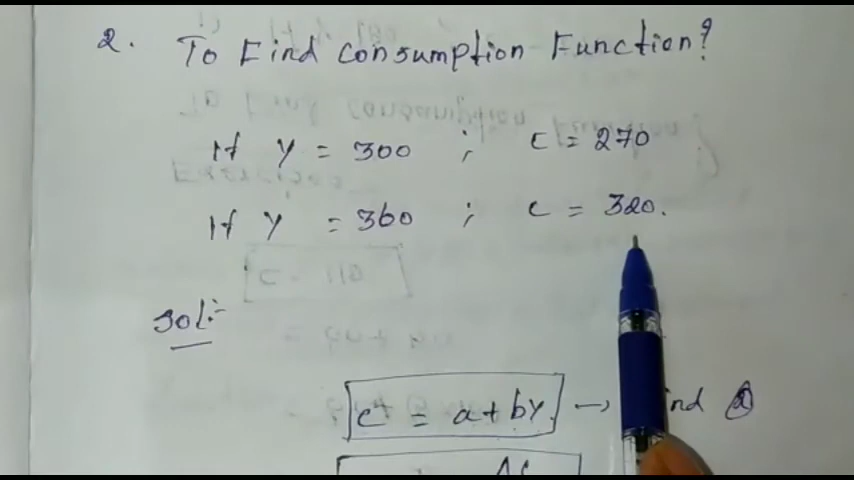 2. To Find Consumption Function?
If Y = 300 ; C = 270
If Y = 360 ; C = 320.
Sol:-
C = a + bY → ind a